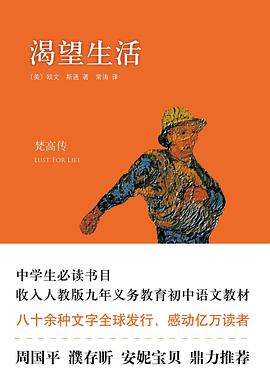 渴望生活
〔美〕欧文·斯通 著 常涛 译
梵高传
LUST FOR LIFE
中学生必读书目
收入人教版九年义务教育初中语文教材
八十余种文字全球发行，感动亿万读者
周国平 濮存昕 安妮宝贝 鼎力推荐